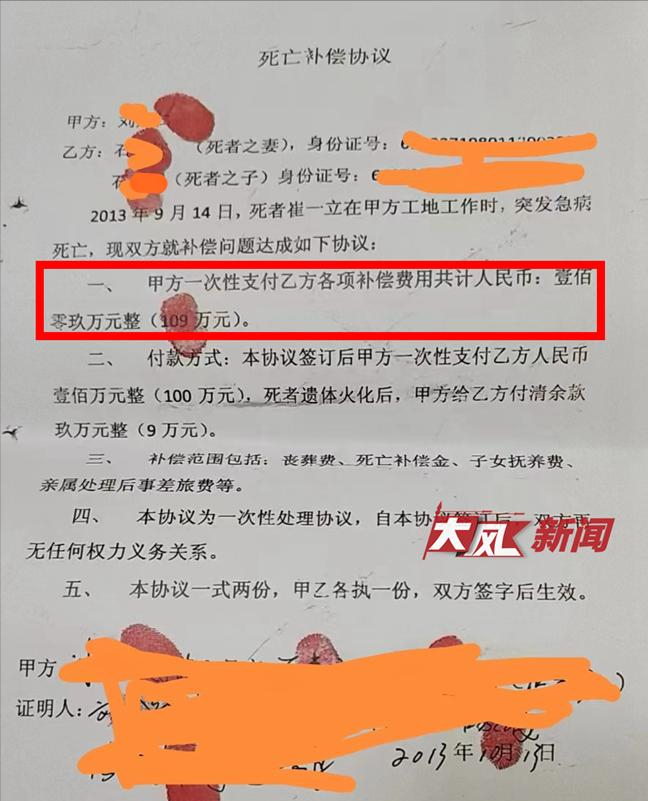 死亡补偿协议
甲方：刘
乙方：石 （死者之妻），身份证号：6
石 （死者之子）身份证号：6
2013 年 9 月 14 日，死者崔一立在甲方工地工作时，突发急病
死亡，现双方就补偿问题达成如下协议：
一、 甲方一次性支付乙方各项补偿费用共计人民币：壹佰
零玖万元整（109 万元）。
二、 付款方式：本协议签订后甲方一次性支付乙方人民币
壹佰万元整（100 万元），死者遗体火化后，甲方给乙方付清余款
玖万元整（9 万元）。
三、 补偿范围包括：丧葬费、死亡补偿金、子女抚养费、
亲属处理后事差旅费等。
四、 本协议为一次性处理协议，自本协 后，双方再
无任何权力义务关系。
大风新闻
五、 本协议一式两份，甲乙各执一份，双方签字后生效。
甲方：
证明人：
2013 年 10月 13日